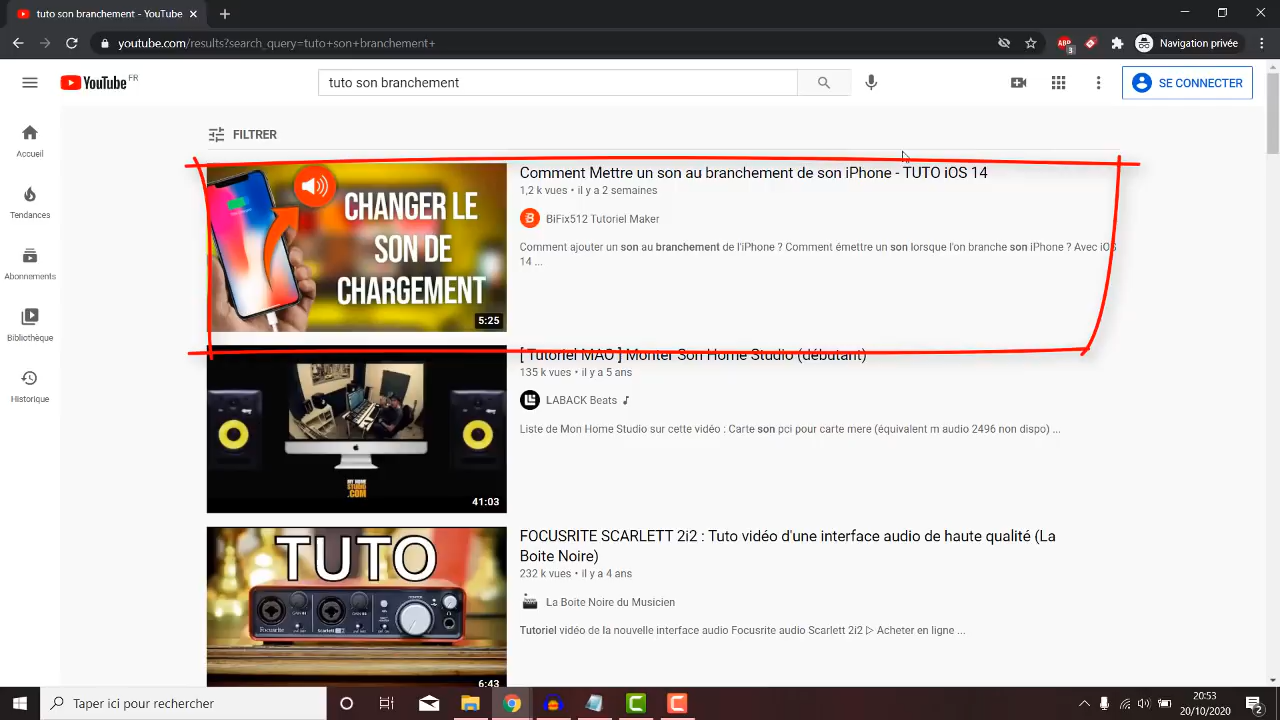 tuto son branchement - YouTube
youtube.com/results?search_query=tuto+son+branchement+
ABP
3
Navigation privée
YouTube FR
tuto son branchement
SE CONNECTER
Accueil
Tendances
Abonnements
Bibliothèque
Historique
FILTRER
CHANGER LE
SON DE
CHARGEMENT
5:25
Comment Mettre un son au branchement de son iPhone - TUTO iOS 14
1,2 k vues • il y a 2 semaines
BiFix512 Tutoriel Maker
Comment ajouter un son au branchement de l'iPhone ? Comment émettre un son lorsque l'on branche son iPhone ? Avec iOS
14 ...
MY HOME
STUDIO
.COM
41:03
[ Tutoriel MAO ] Monter Son Home Studio (débutant)
135 k vues • il y a 5 ans
LABACK Beats ♪
Liste de Mon Home Studio sur cette vidéo : Carte son pci pour carte mere (équivalent m audio 2496 non dispo) ...
TUTO
Focusrite
6:43
FOCUSRITE SCARLETT 2i2 : Tuto vidéo d'une interface audio de haute qualité (La
Boite Noire)
232 k vues • il y a 4 ans
La Boite Noire du Musicien
Tutoriel vidéo de la nouvelle interface audio Focusrite audio Scarlett 2i2 ▷ Acheter en ligne ...
Taper ici pour rechercher
20:53
20/10/2020
2